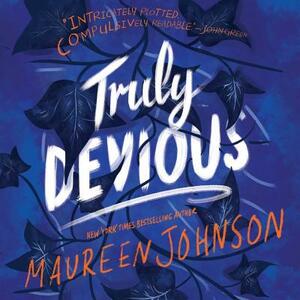 "INTRICATELY PLOTTED.
COMPULSIVELY READABLE." —JOHN GREEN
Truly
DEVIOUS
NEW YORK TIMES BESTSELLING AUTHOR
MAUREEN JOHNSON